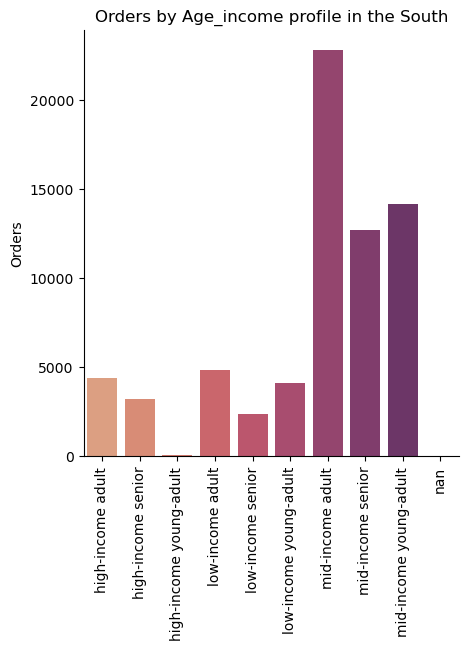 Orders by Age_income profile in the South
Orders
20000
15000
10000
5000
0
high-income adult
high-income senior
high-income young-adult
low-income adult
low-income senior
low-income young-adult
mid-income adult
mid-income senior
mid-income young-adult
nan